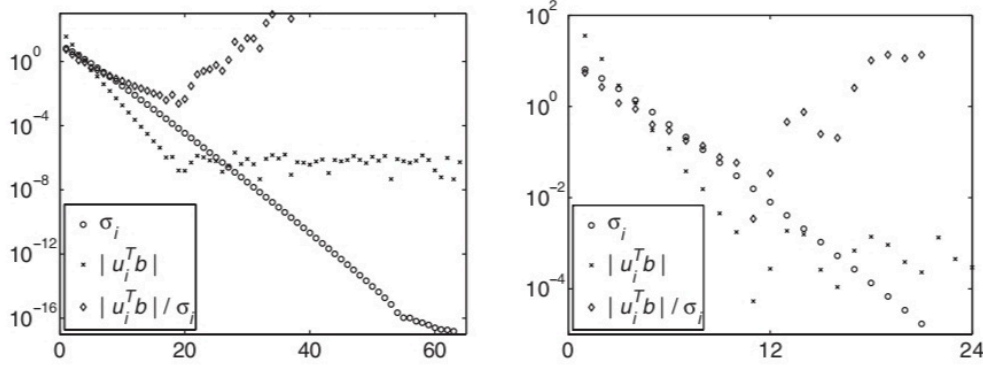 10^0
10^-4
10^-8
10^-12
10^-16
σ_i
| u_i^T b |
| u_i^T b | / σ_i
0 20 40 60
10^2
10^0
10^-2
10^-4
σ_i
| u_i^T b |
| u_i^T b | / σ_i
0 12 24